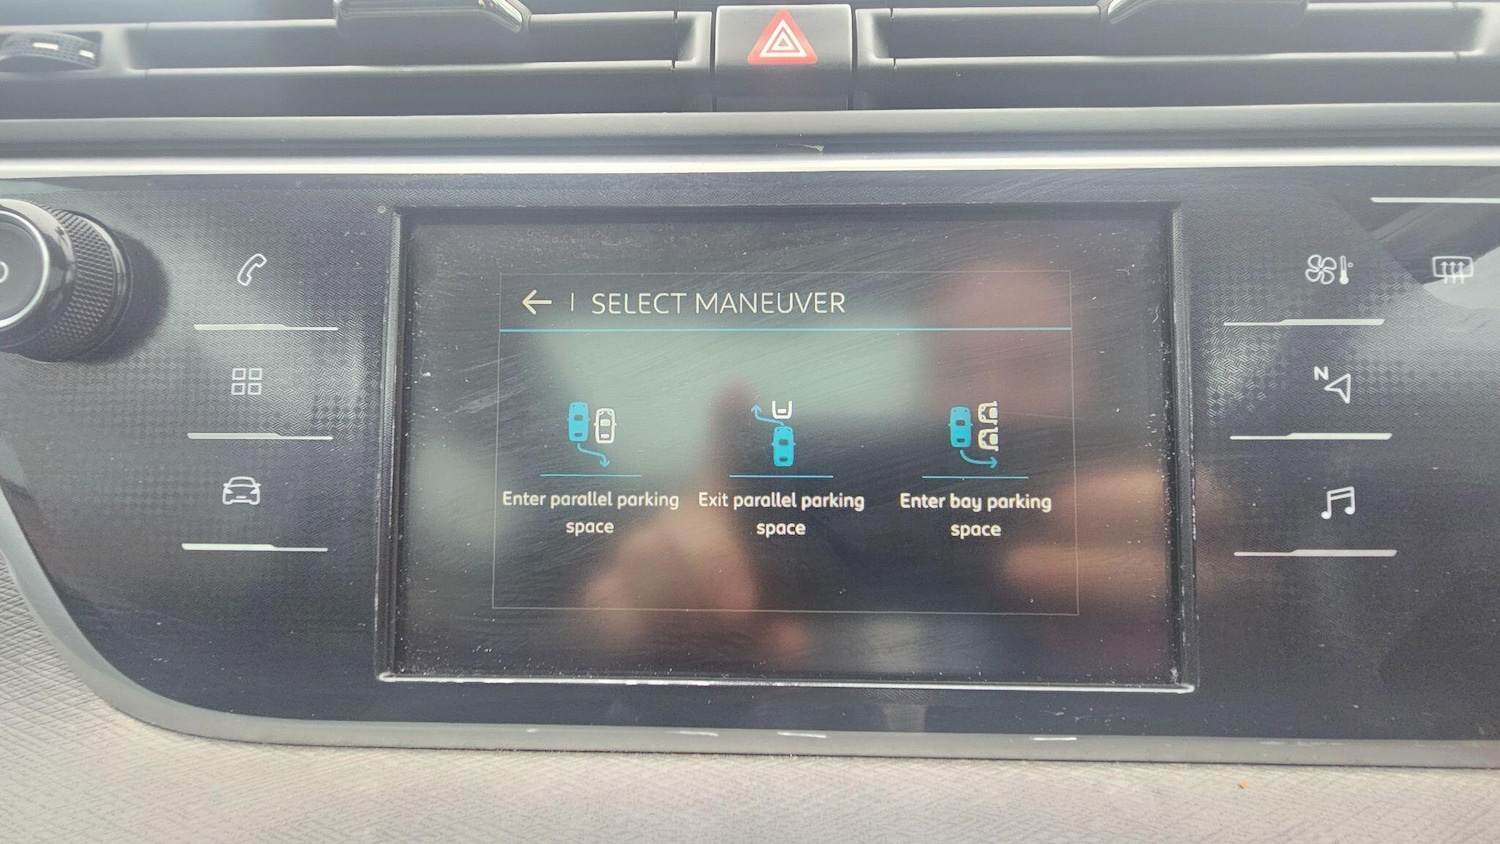 SELECT MANEUVER
Enter parallel parking
space
Exit parallel parking
space
Enter bay parking
space
N